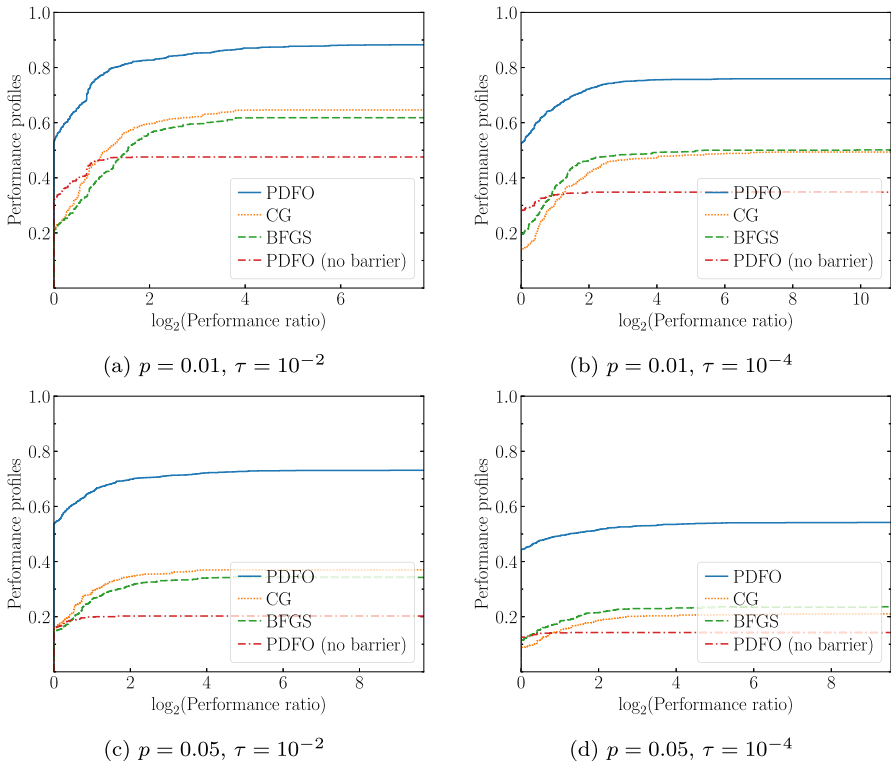 1.0
0.8
0.6
0.4
0.2
Performance profiles
0 2 4 6
log₂(Performance ratio)
PDFO
CG
BFGS
PDFO (no barrier)
(a) p = 0.01, τ = 10⁻²
1.0
0.8
0.6
0.4
0.2
Performance profiles
0 2 4 6 8 10
log₂(Performance ratio)
PDFO
CG
BFGS
PDFO (no barrier)
(b) p = 0.01, τ = 10⁻⁴
1.0
0.8
0.6
0.4
0.2
Performance profiles
0 2 4 6 8
log₂(Performance ratio)
PDFO
CG
BFGS
PDFO (no barrier)
(c) p = 0.05, τ = 10⁻²
1.0
0.8
0.6
0.4
0.2
Performance profiles
0 2 4 6 8
log₂(Performance ratio)
PDFO
CG
BFGS
PDFO (no barrier)
(d) p = 0.05, τ = 10⁻⁴